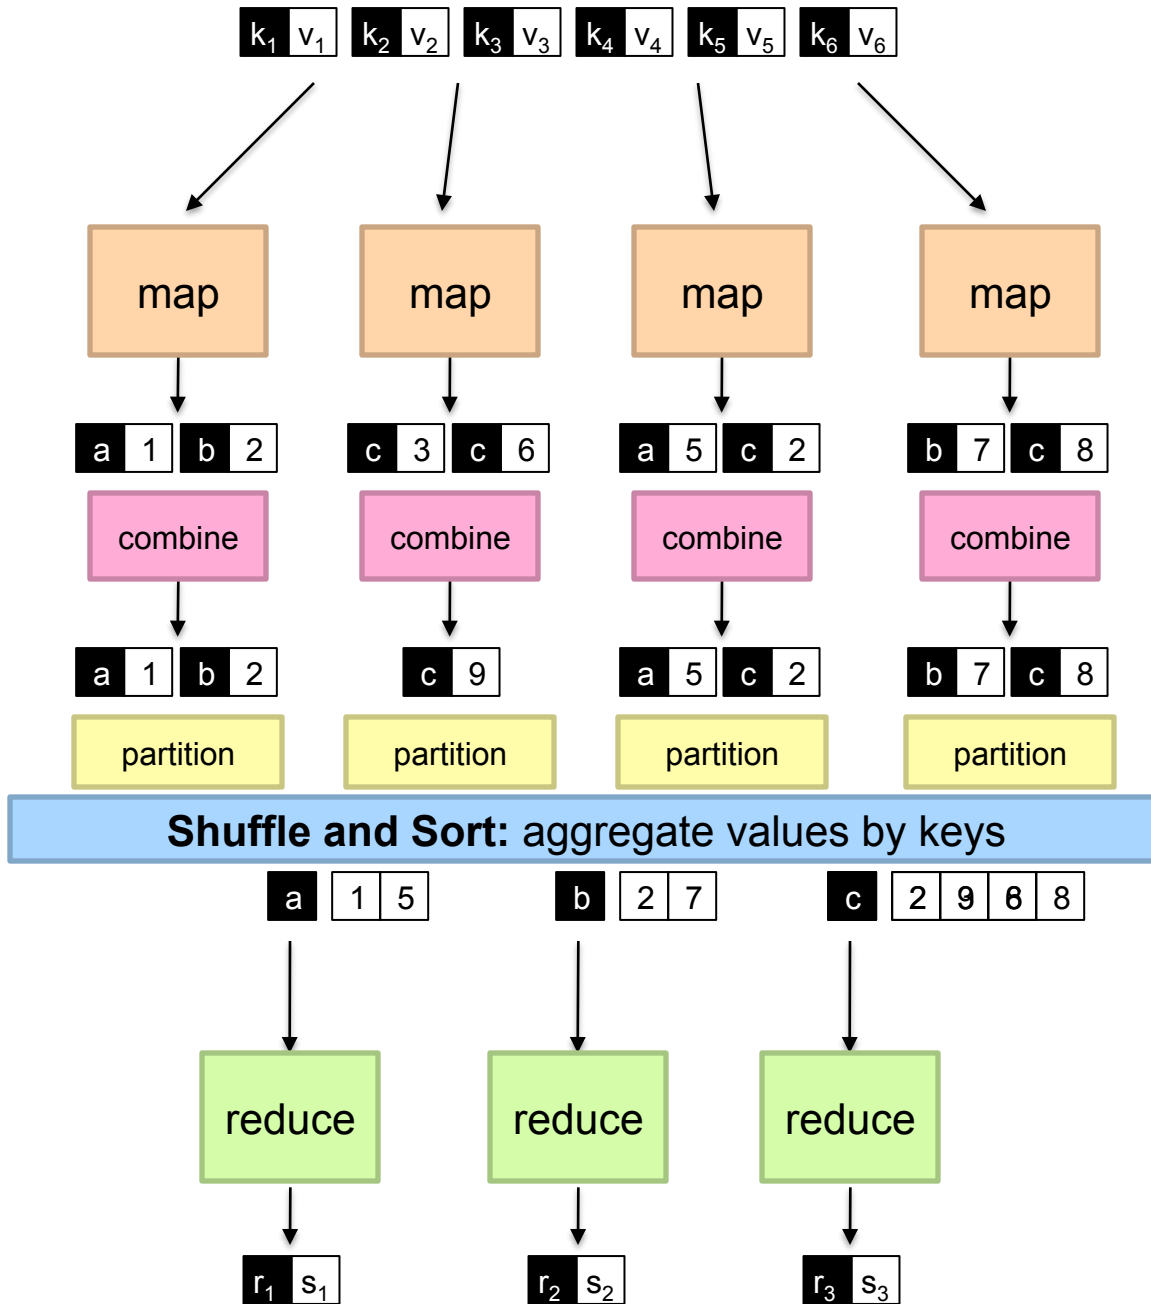 k1 v1 k2 v2 k3 v3 k4 v4 k5 v5 k6 v6
map map map map
a 1 b 2 c 3 c 6 a 5 c 2 b 7 c 8
combine combine combine combine
a 1 b 2 c 9 a 5 c 2 b 7 c 8
partition partition partition partition
Shuffle and Sort: aggregate values by keys
a 1 5 b 2 7 c 2 8
reduce reduce reduce
r1 s1 r2 s2 r3 s3